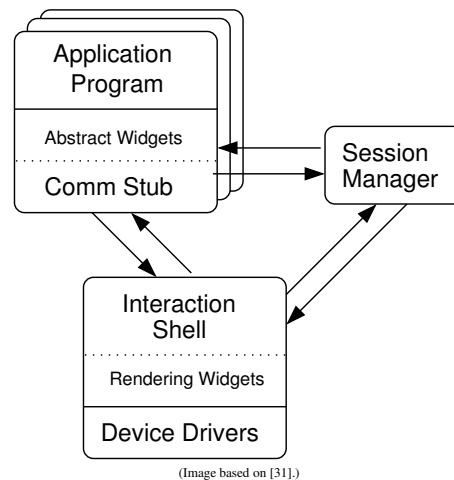 Application
Program
Abstract Widgets
Comm Stub
Session
Manager
Interaction
Shell
Rendering Widgets
Device Drivers
(Image based on [31].)